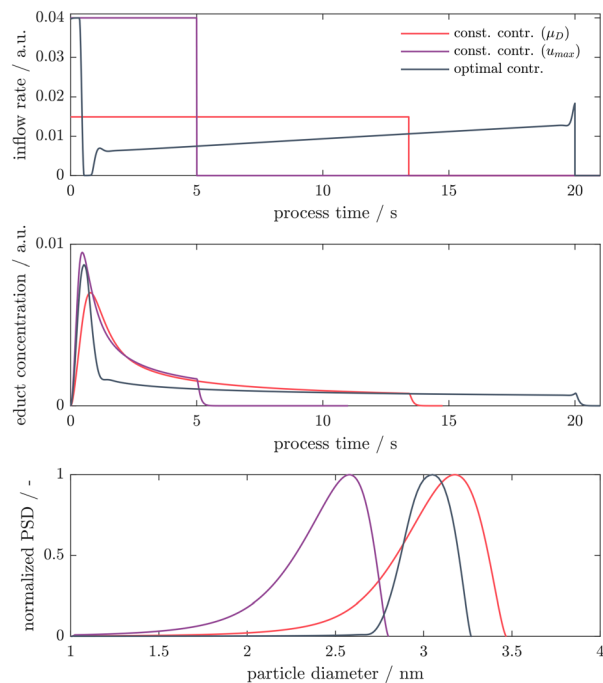 0.04
0.03
0.02
0.01
0
inflow rate / a.u.
const. contr. (μ_D)
const. contr. (u_max)
optimal contr.
0 5 10 15 20
process time / s
0.01
0
educt concentration / a.u.
0 5 10 15 20
process time / s
1
0.5
0
normalized PSD / -
1 1.5 2 2.5 3 3.5 4
particle diameter / nm